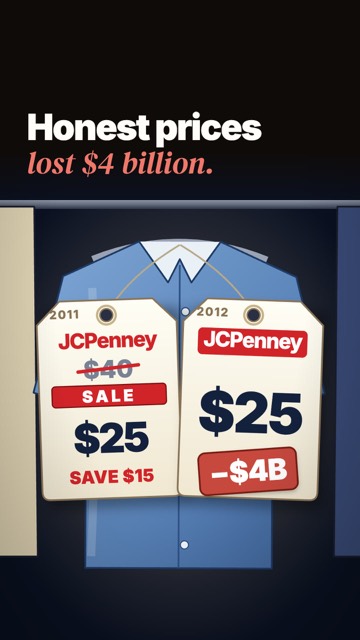 Honest prices
lost $4 billion.
2011
JCPenney
$40
SALE
$25
SAVE $15
2012
JCPenney
$25
–$4B